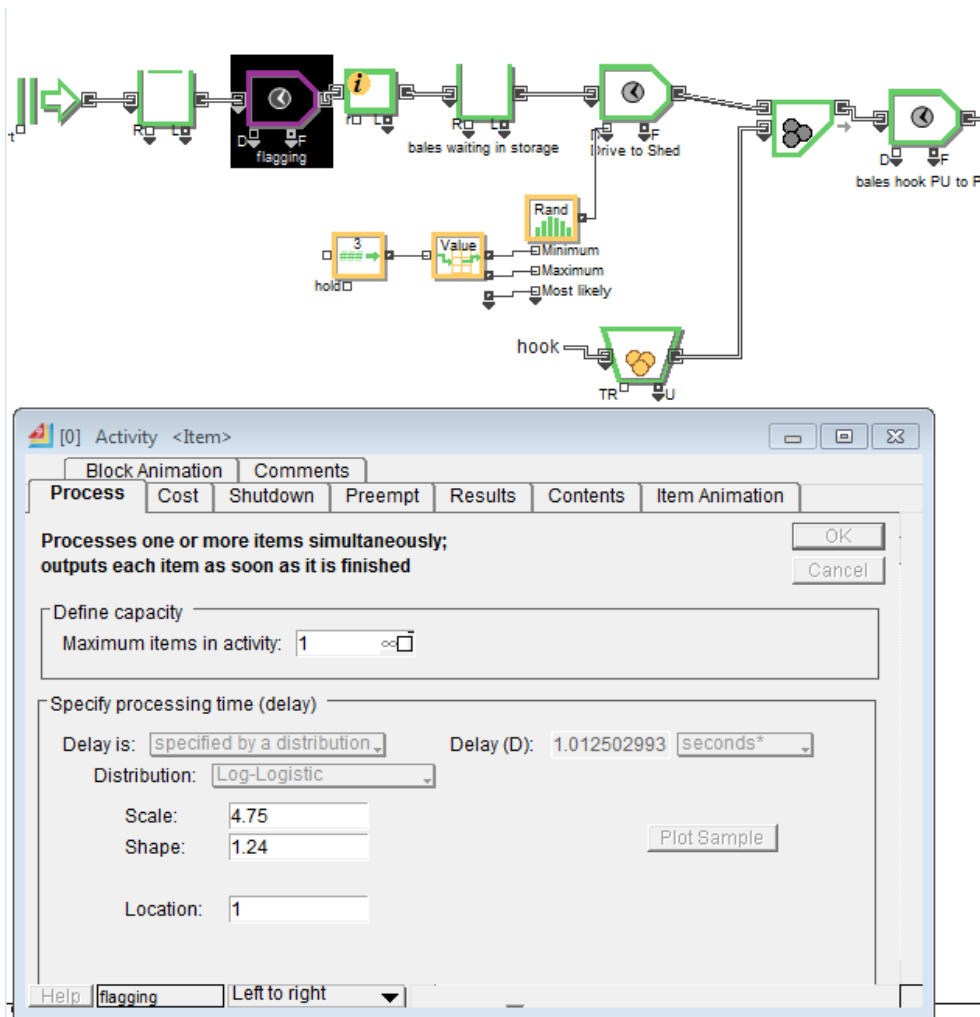 t
R L
D F
flagging
i
r L
R L
bales waiting in storage
D F
Drive to Shed
D F
bales hook PU to P
Rand
3
###
Value
Minimum
Maximum
Most likely
hold
hook
TR U
[0] Activity <Item>
Block Animation Comments
Process Cost Shutdown Preempt Results Contents Item Animation
Processes one or more items simultaneously;
outputs each item as soon as it is finished
OK
Cancel
Define capacity
Maximum items in activity: 1 ∞
Specify processing time (delay)
Delay is: specified by a distribution Delay (D): 1.012502993 seconds*
Distribution: Log-Logistic
Scale: 4.75
Shape: 1.24
Plot Sample
Location: 1
Help flagging Left to right